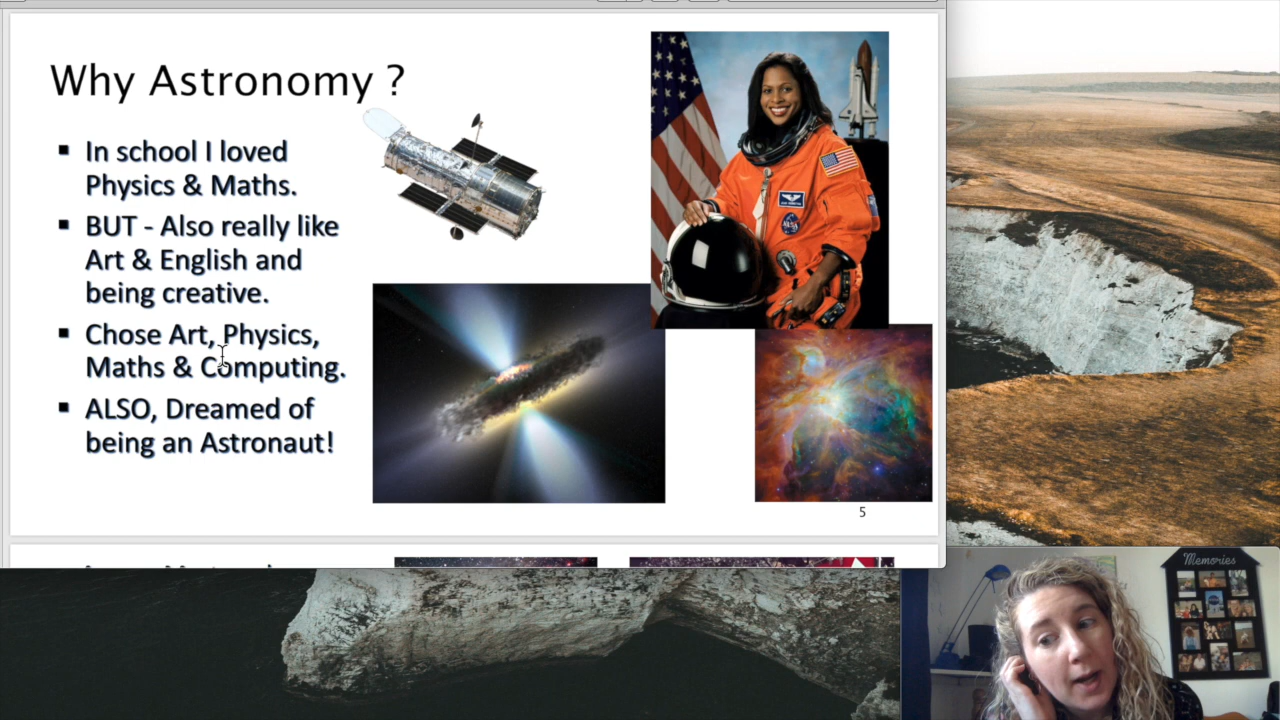 Why Astronomy ?
▪ In school I loved
Physics & Maths.
▪ BUT - Also really like
Art & English and
being creative.
▪ Chose Art, Physics,
Maths & Computing.
▪ ALSO, Dreamed of
being an Astronaut!
NASA
5
Memories